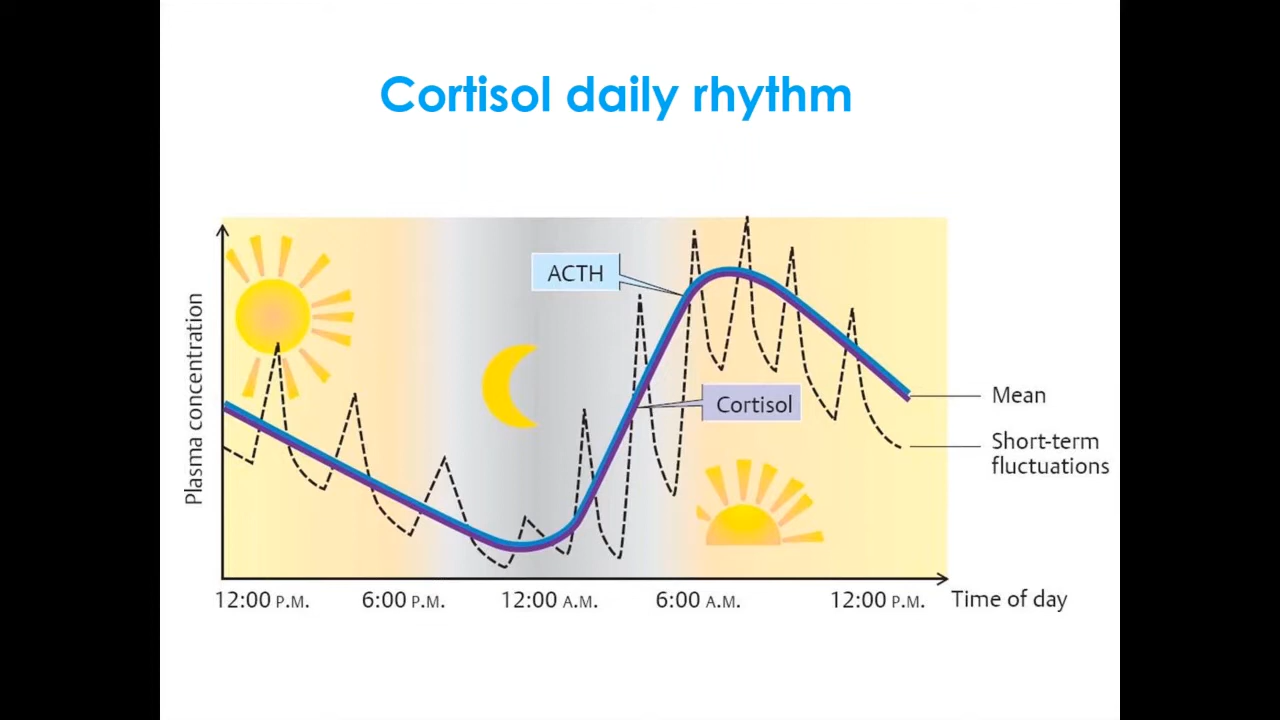 Cortisol daily rhythm
ACTH
Cortisol
Mean
Short-term
fluctuations
Plasma concentration
12:00 P.M.
6:00 P.M.
12:00 A.M.
6:00 A.M.
12:00 P.M.
Time of day